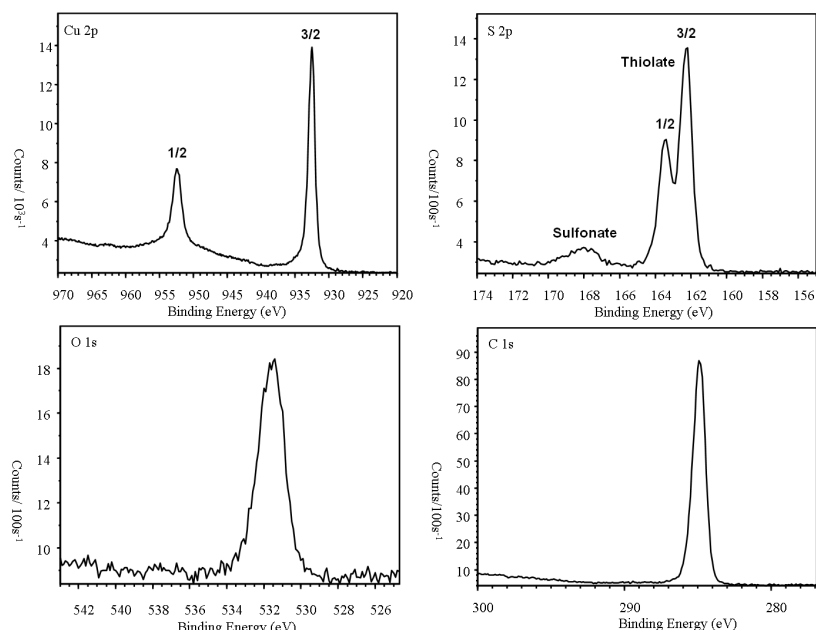 Cu 2p
3/2
1/2
14
12
10
8
6
4
Counts/ 10³s⁻¹
970 965 960 955 950 945 940 935 930 925 920
Binding Energy (eV)
S 2p
3/2
Thiolate
1/2
Sulfonate
14
12
10
8
6
4
Counts/100s⁻¹
174 172 170 168 166 164 162 160 158 156
Binding Energy (eV)
O 1s
18
16
14
12
10
Counts/ 100s⁻¹
542 540 538 536 534 532 530 528 526
Binding Energy (eV)
C 1s
90
80
70
60
50
40
30
20
10
Counts/100s⁻¹
300 290 280
Binding Energy (eV)